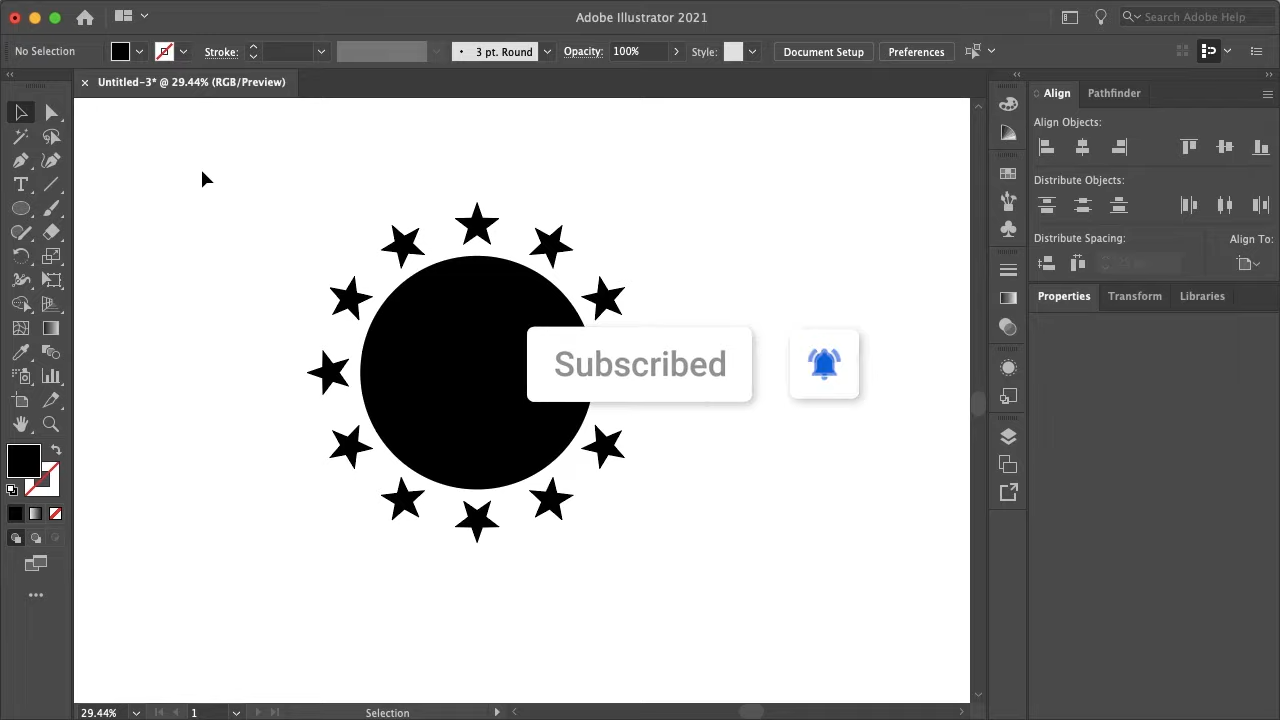 Adobe Illustrator 2021
Search Adobe Help
No Selection
Stroke:
3 pt. Round
Opacity:
100%
Style:
Document Setup
Preferences
× Untitled-3* @ 29.44% (RGB/Preview)
Align
Pathfinder
Align Objects:
Distribute Objects:
Distribute Spacing:
Align To:
Properties
Transform
Libraries
Subscribed
29.44%
1
Selection